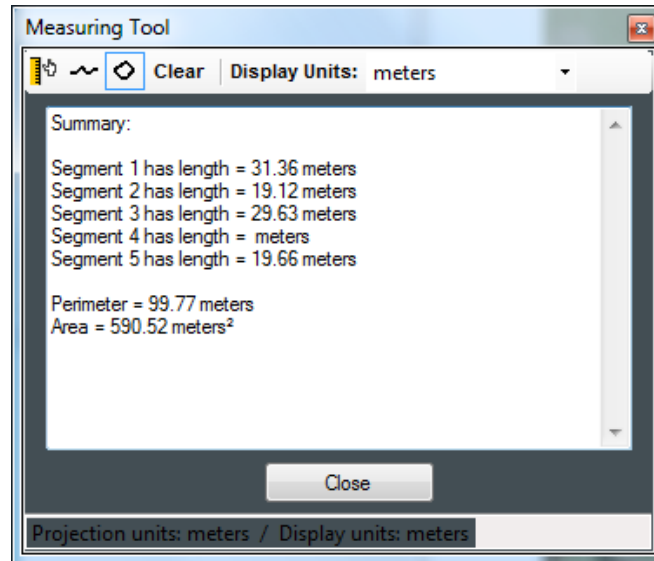 Measuring Tool
Clear Display Units: meters
Summary:
Segment 1 has length = 31.36 meters
Segment 2 has length = 19.12 meters
Segment 3 has length = 29.63 meters
Segment 4 has length = meters
Segment 5 has length = 19.66 meters
Perimeter = 99.77 meters
Area = 590.52 meters²
Close
Projection units: meters / Display units: meters